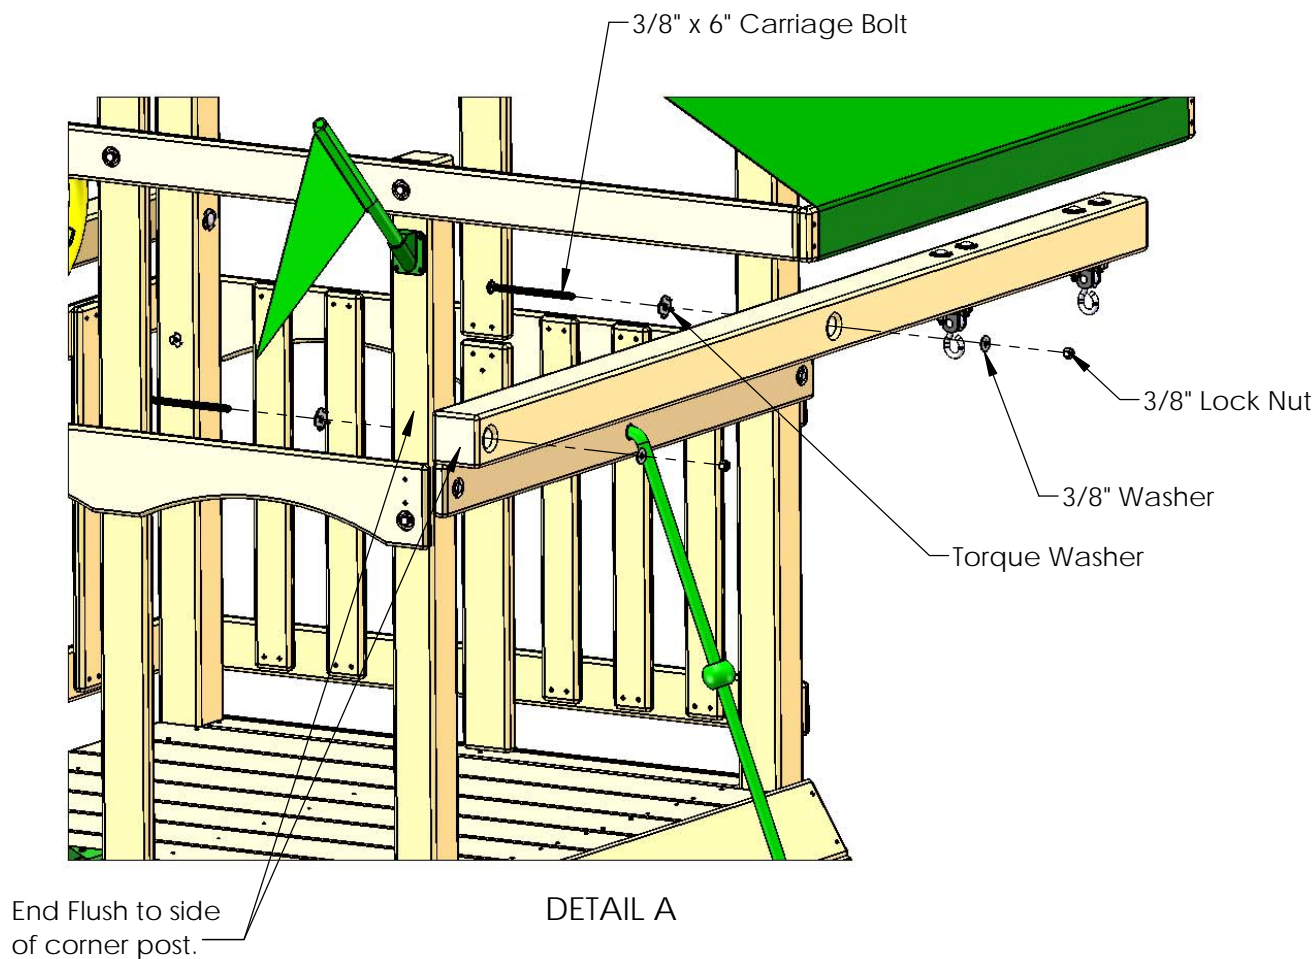 3/8" x 6" Carriage Bolt
3/8" Lock Nut
3/8" Washer
Torque Washer
End Flush to side
of corner post.
DETAIL A